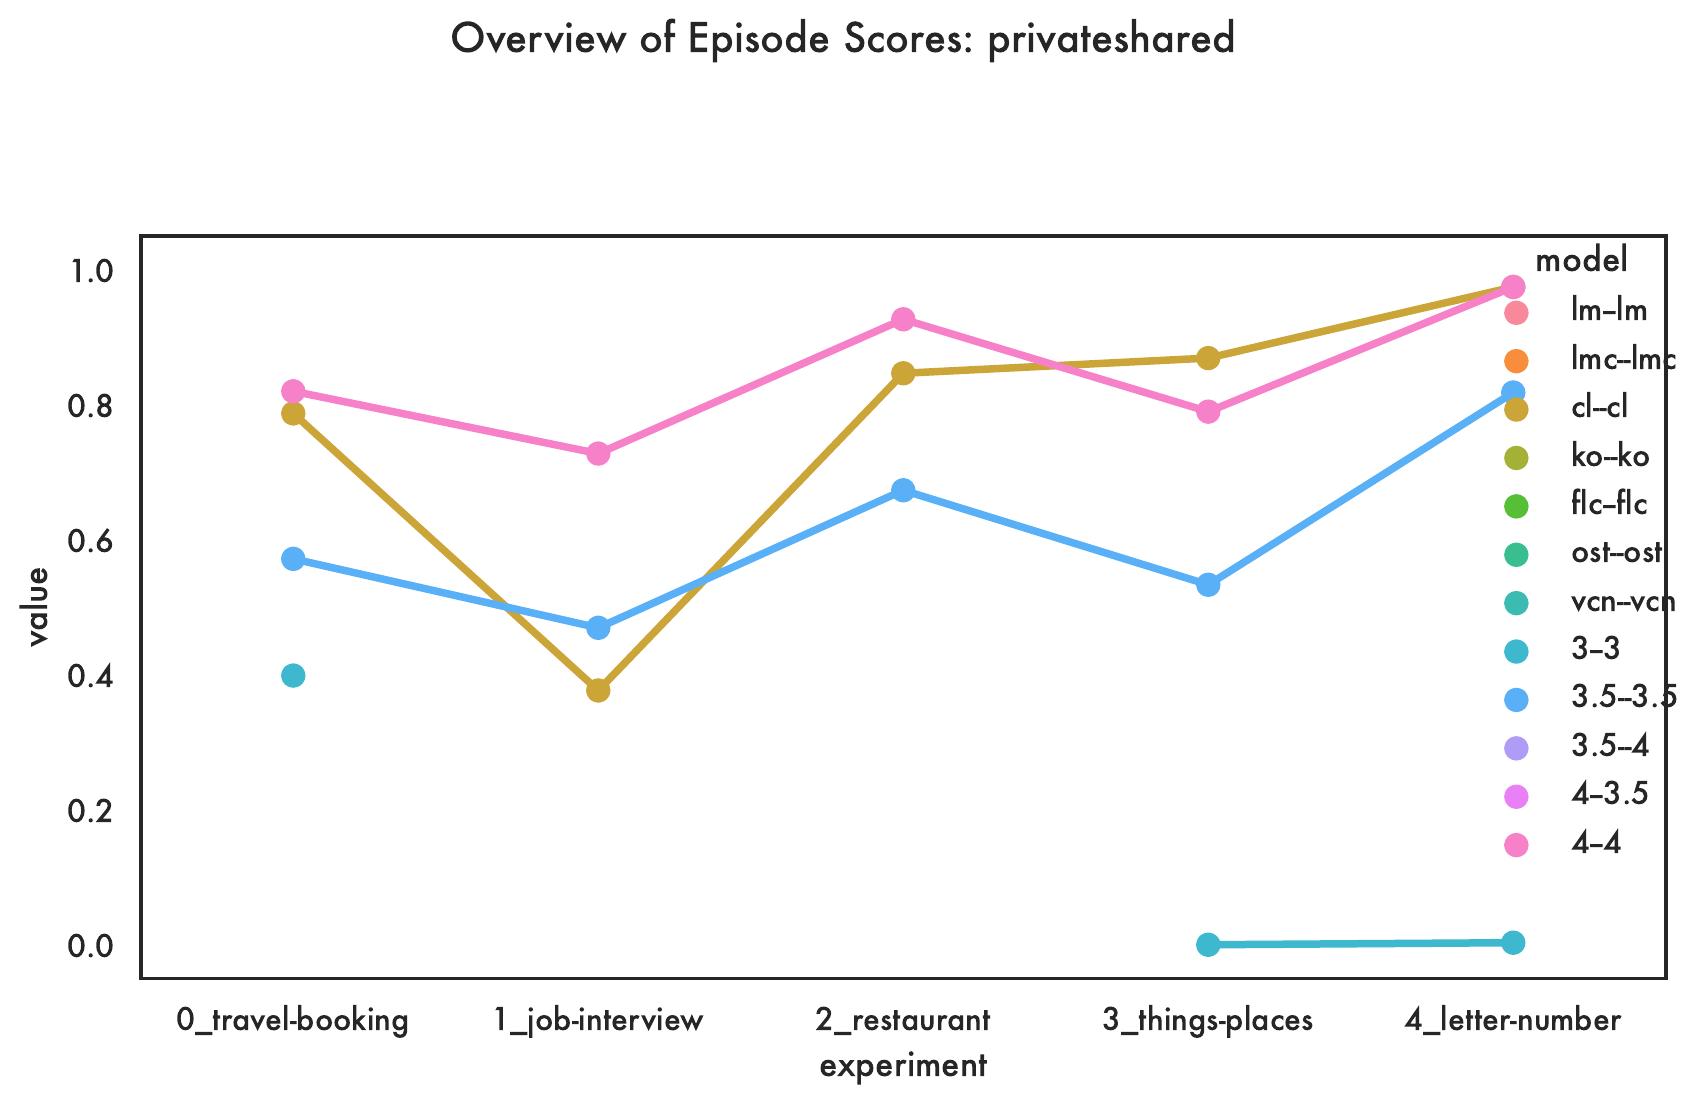 Overview of Episode Scores: privateshared
1.0
0.8
0.6
0.4
0.2
0.0
value
model
lm--lm
lmc--lmc
cl--cl
ko--ko
flc--flc
ost--ost
vcn--vcn
3--3
3.5--3.5
3.5--4
4--3.5
4--4
0_travel-booking 1_job-interview 2_restaurant 3_things-places 4_letter-number
experiment